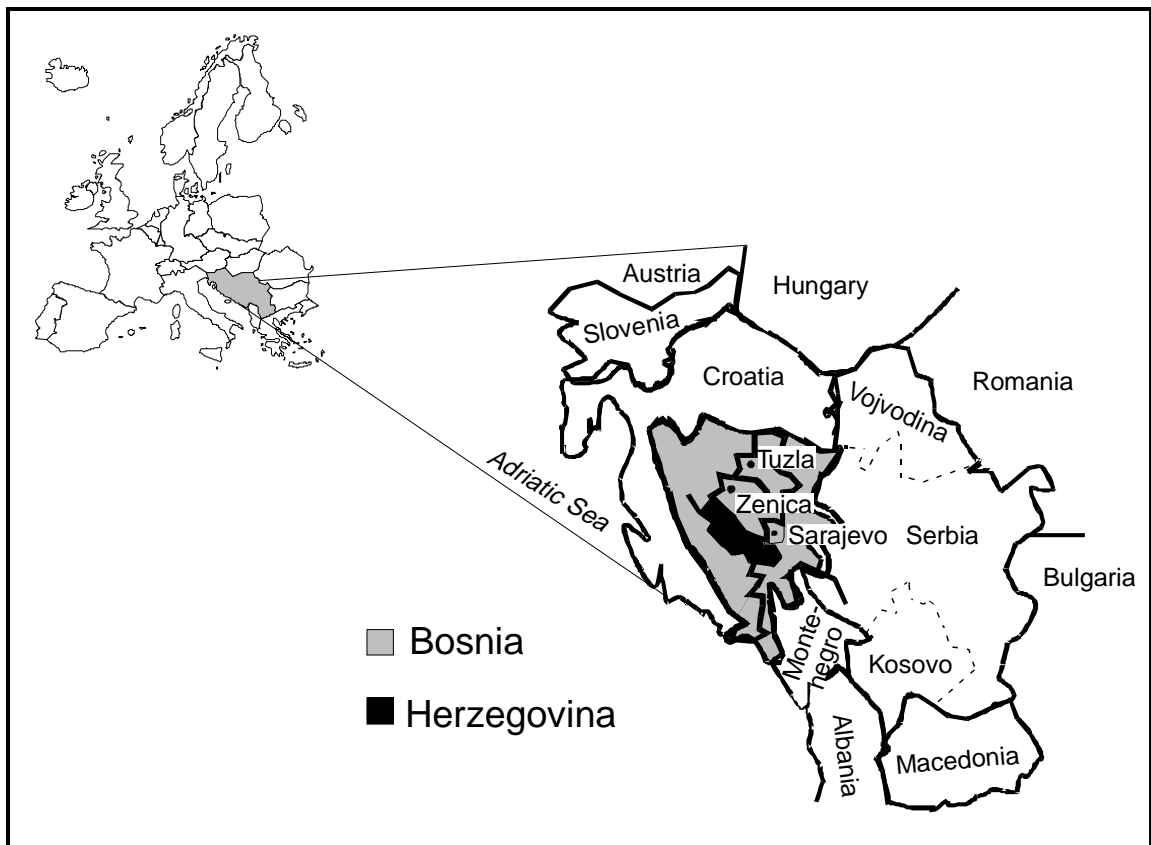 Austria
Hungary
Slovenia
Croatia
Romania
Vojvodina
Adriatic Sea
Tuzla
Zenica
Sarajevo
Serbia
Bulgaria
Bosnia
Monte-
negro
Kosovo
Herzegovina
Albania
Macedonia